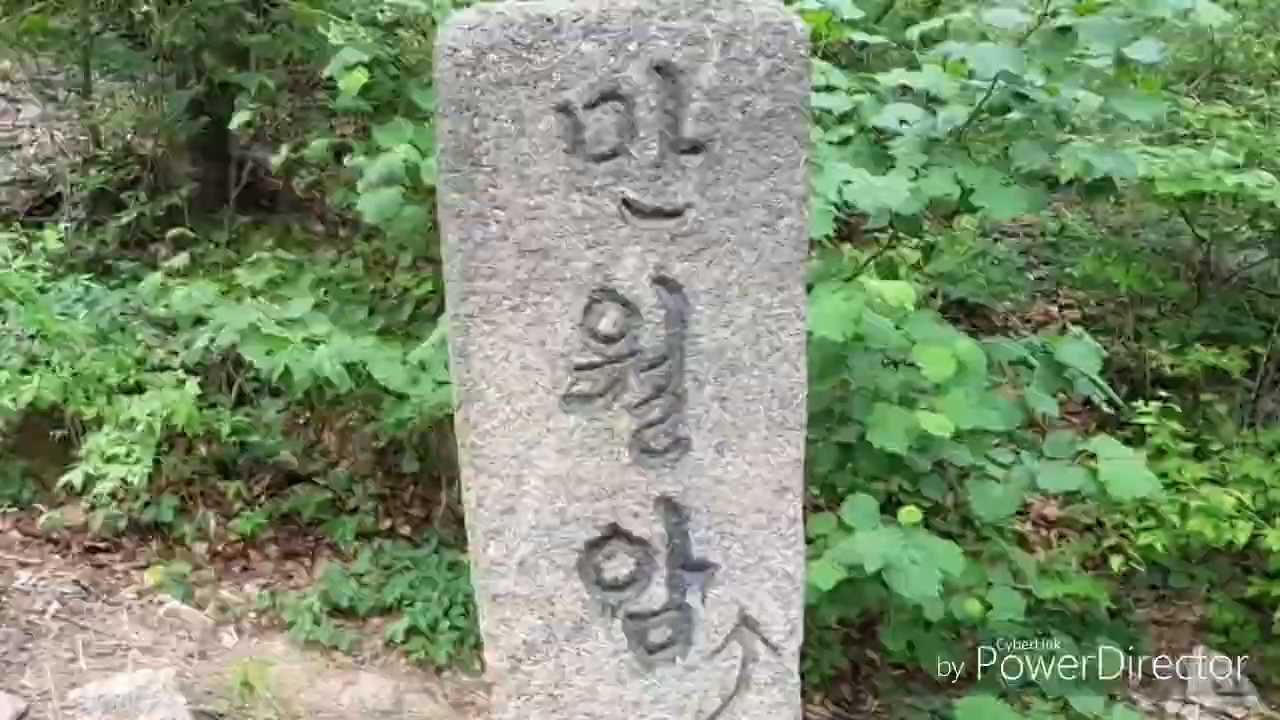 만
월
암
↑
CyberLink
by PowerDirector